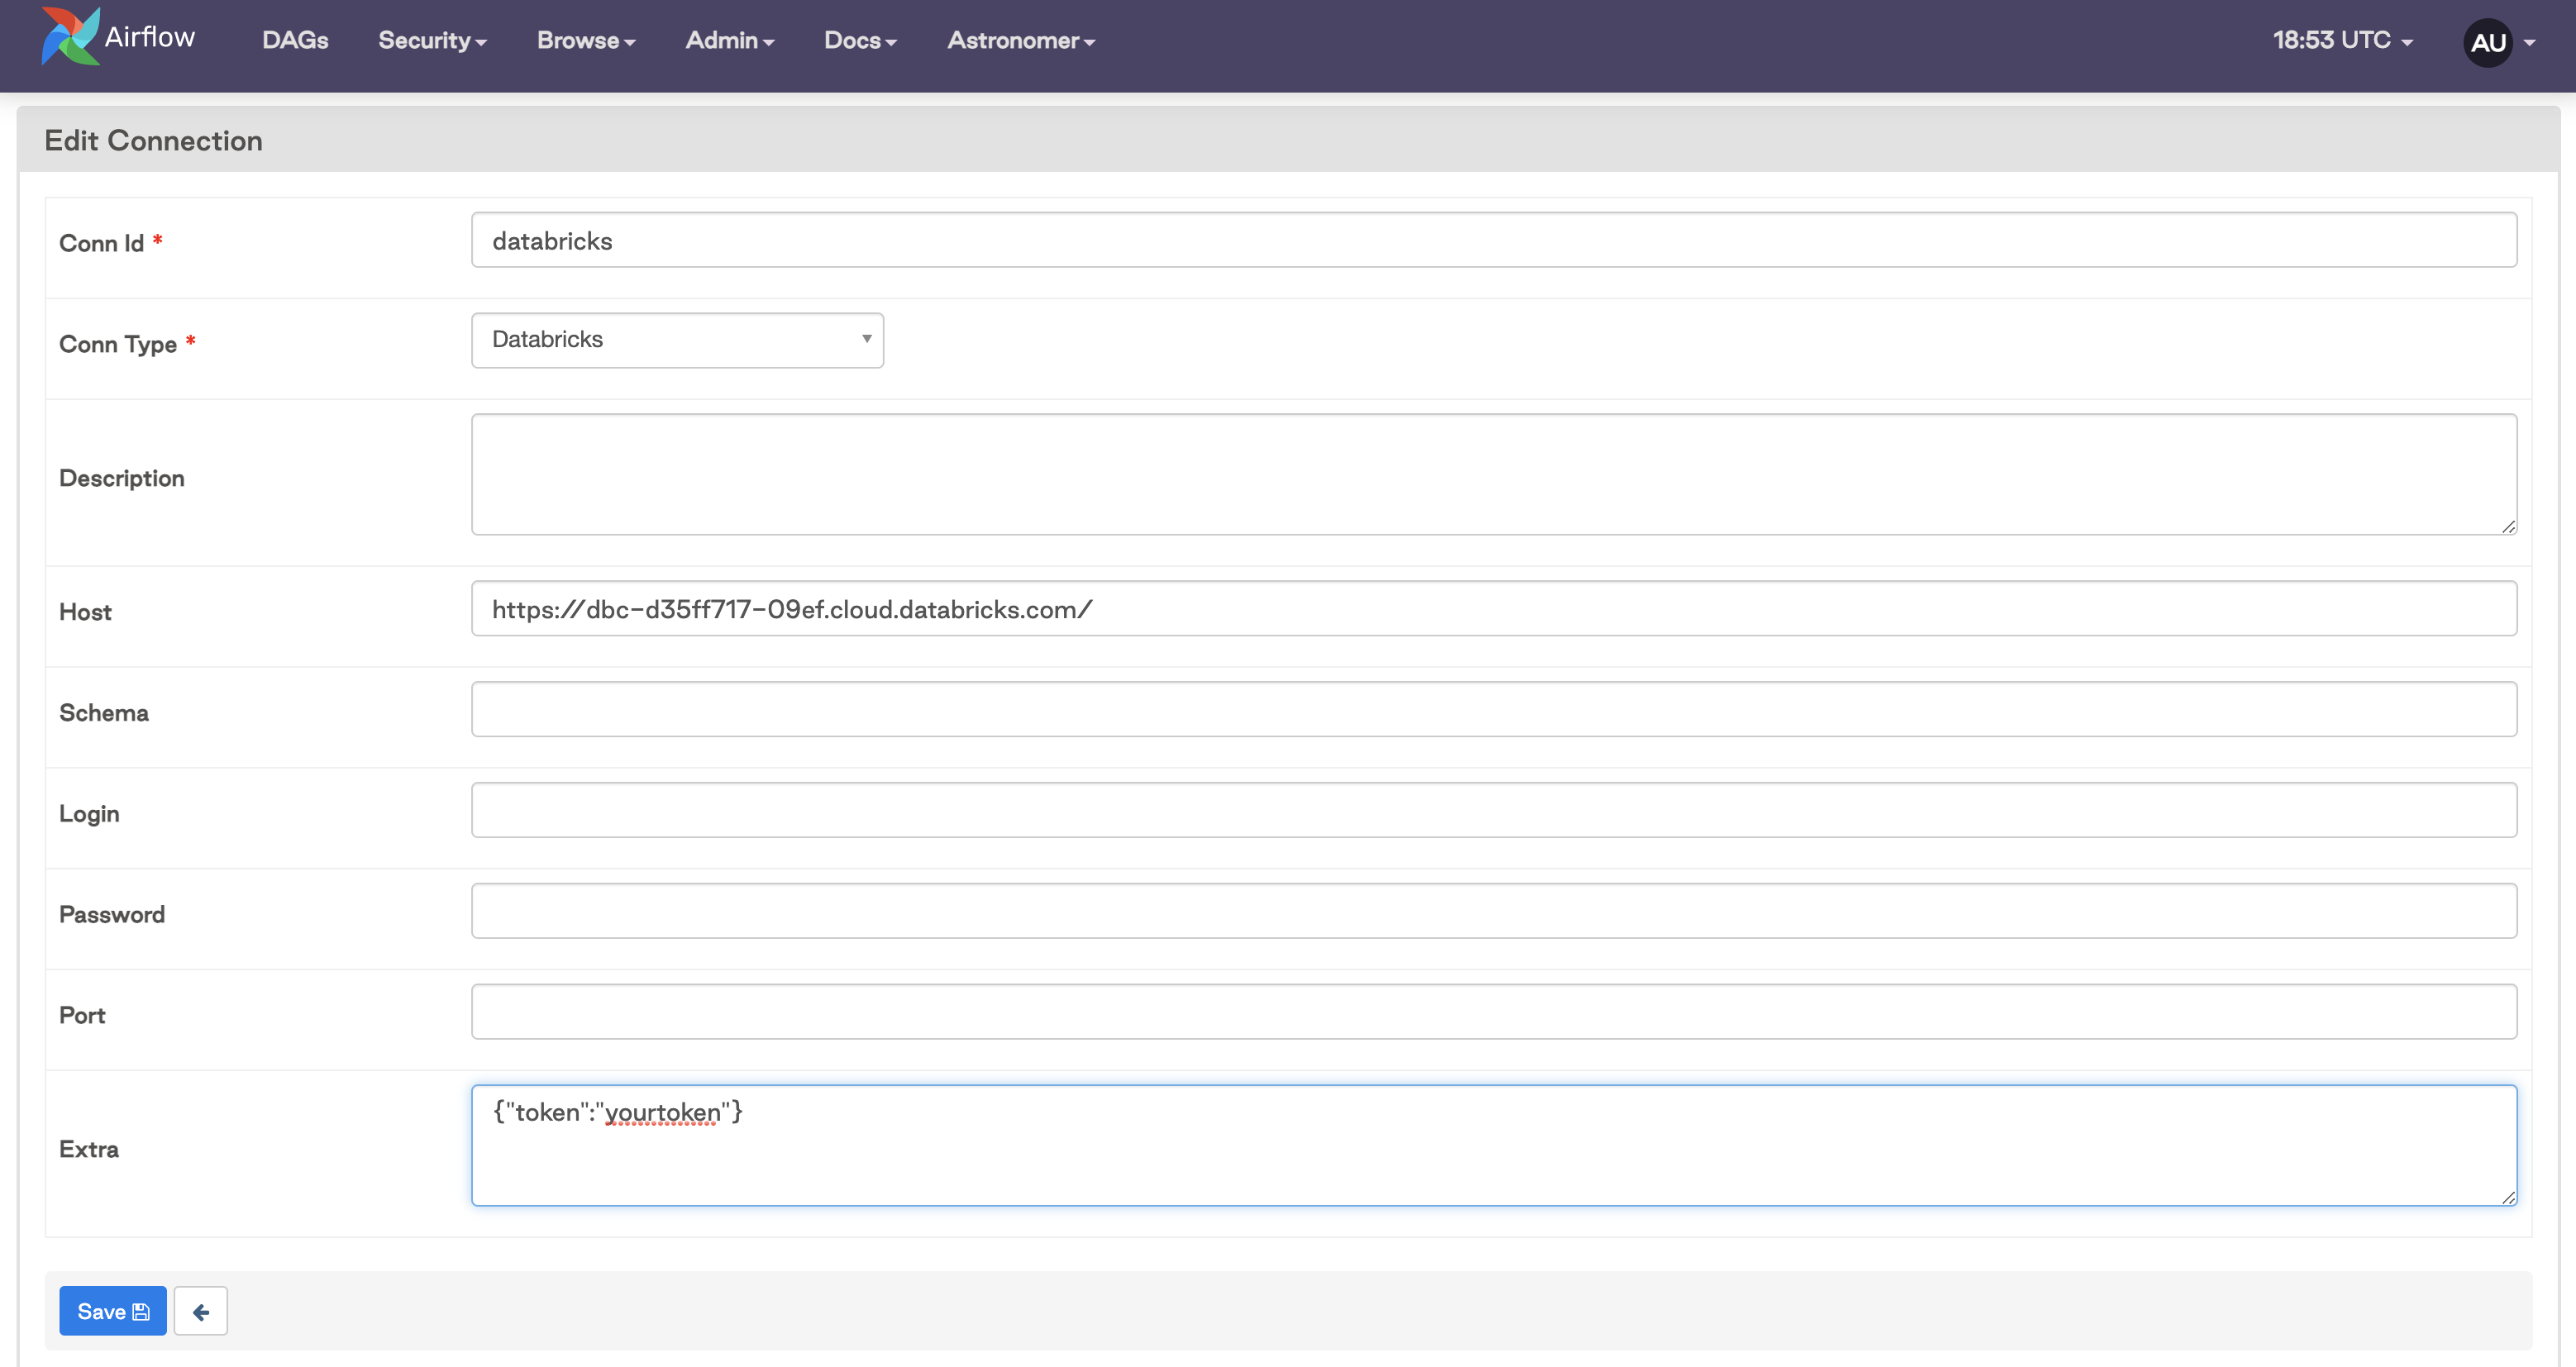 Airflow DAGs Security Browse Admin Docs Astronomer 18:53 UTC AU
Edit Connection
Conn Id * databricks
Conn Type * Databricks
Description
Host https://dbc-d35ff717-09ef.cloud.databricks.com/
Schema
Login
Password
Port
Extra {"token":"yourtoken"}
Save